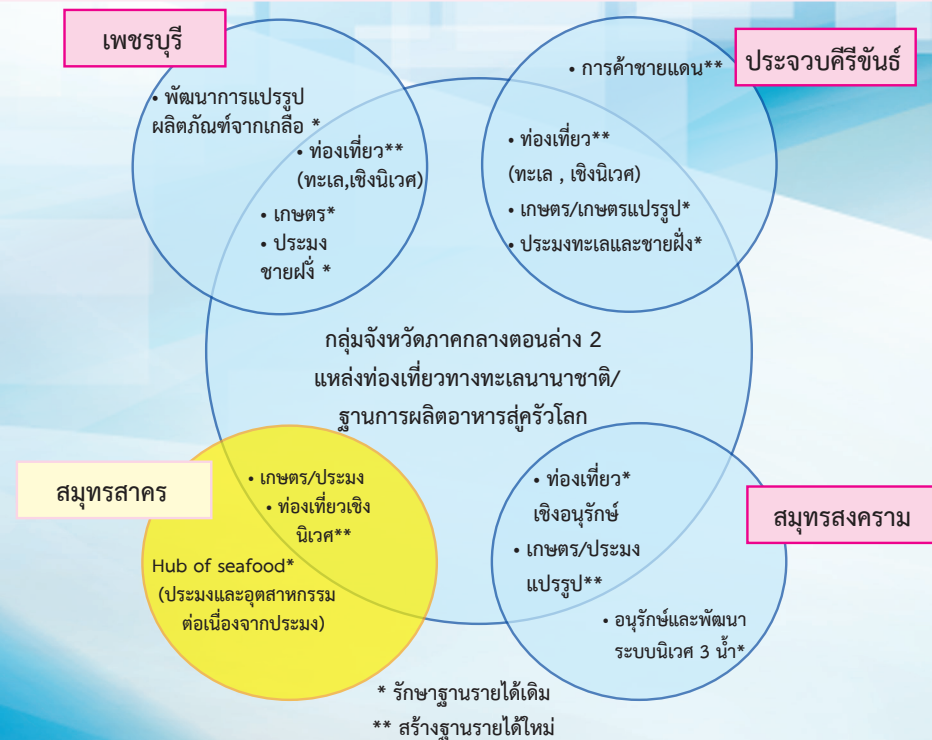 เพชรบุรี
• พัฒนาการแปรรูป
ผลิตภัณฑ์จากเกลือ *
• ท่องเที่ยว**
(ทะเล,เชิงนิเวศ)
• เกษตร*
• ประมง
ชายฝั่ง *
ประจวบคีรีขันธ์
• การค้าชายแดน**
• ท่องเที่ยว**
(ทะเล , เชิงนิเวศ)
• เกษตร/เกษตรแปรรูป*
• ประมงทะเลและชายฝั่ง*
กลุ่มจังหวัดภาคกลางตอนล่าง 2
แหล่งท่องเที่ยวทางทะเลนานาชาติ/
ฐานการผลิตอาหารสู่ครัวโลก
สมุทรสาคร
• เกษตร/ประมง
• ท่องเที่ยวเชิง
นิเวศ**
Hub of seafood*
(ประมงและอุตสาหกรรม
ต่อเนื่องจากประมง)
สมุทรสงคราม
• ท่องเที่ยว*
เชิงอนุรักษ์
• เกษตร/ประมง
แปรรูป**
• อนุรักษ์และพัฒนา
ระบบนิเวศ 3 น้ำ*
* รักษาฐานรายได้เดิม
** สร้างฐานรายได้ใหม่